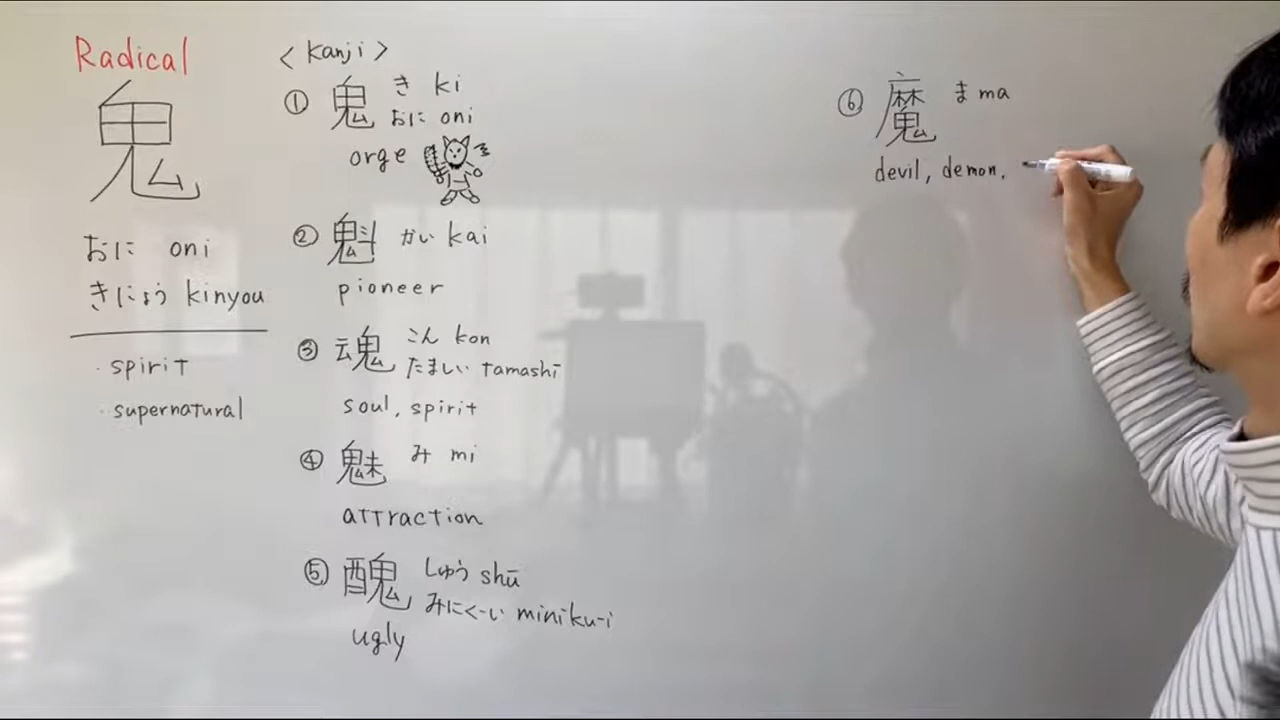 Radical
鬼
おに oni
きにょう kinyou
・spirit
・supernatural
<kanji>
① 鬼 き ki
おに oni
orge
② 魁 かい kai
pioneer
③ 魂 こん kon
たましい tamashī
soul, spirit
④ 魅 み mi
attraction
⑤ 醜 しゅう shū
みにく-い miniku-i
ugly
⑥ 魔 ま ma
devil, demon,